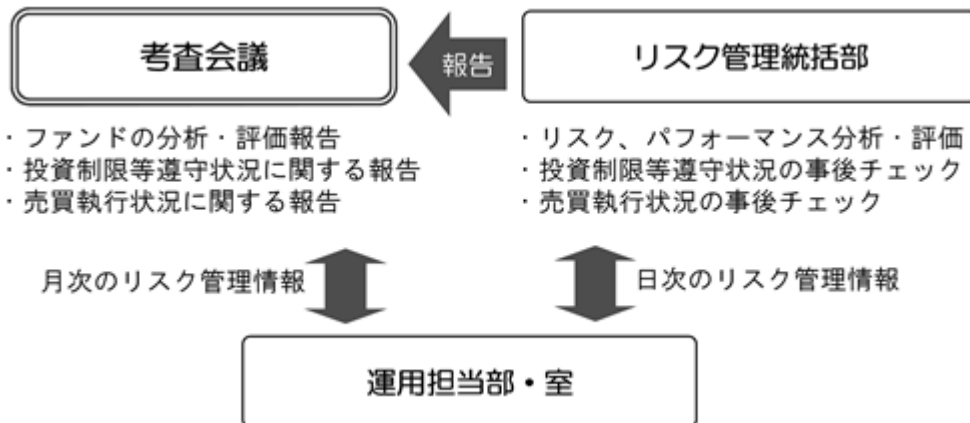 考査会議
報告
リスク管理統括部
・ファンドの分析・評価報告
・投資制限等遵守状況に関する報告
・売買執行状況に関する報告
・リスク、パフォーマンス分析・評価
・投資制限等遵守状況の事後チェック
・売買執行状況の事後チェック
月次のリスク管理情報
日次のリスク管理情報
運用担当部・室